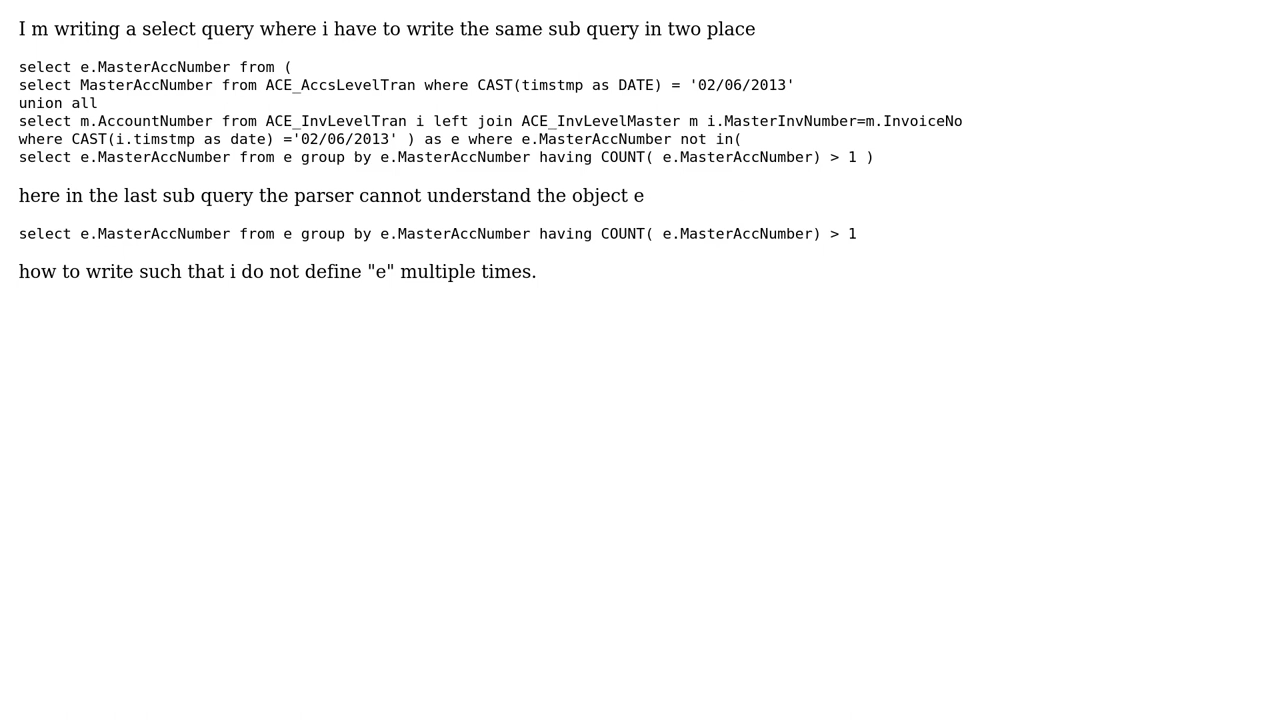 I m writing a select query where i have to write the same sub query in two place
select e.MasterAccNumber from (
select MasterAccNumber from ACE_AccsLevelTran where CAST(timstmp as DATE) = '02/06/2013'
union all
select m.AccountNumber from ACE_InvLevelTran i left join ACE_InvLevelMaster m i.MasterInvNumber=m.InvoiceNo
where CAST(i.timstmp as date) ='02/06/2013' ) as e where e.MasterAccNumber not in(
select e.MasterAccNumber from e group by e.MasterAccNumber having COUNT( e.MasterAccNumber) > 1 )
here in the last sub query the parser cannot understand the object e
select e.MasterAccNumber from e group by e.MasterAccNumber having COUNT( e.MasterAccNumber) > 1
how to write such that i do not define "e" multiple times.